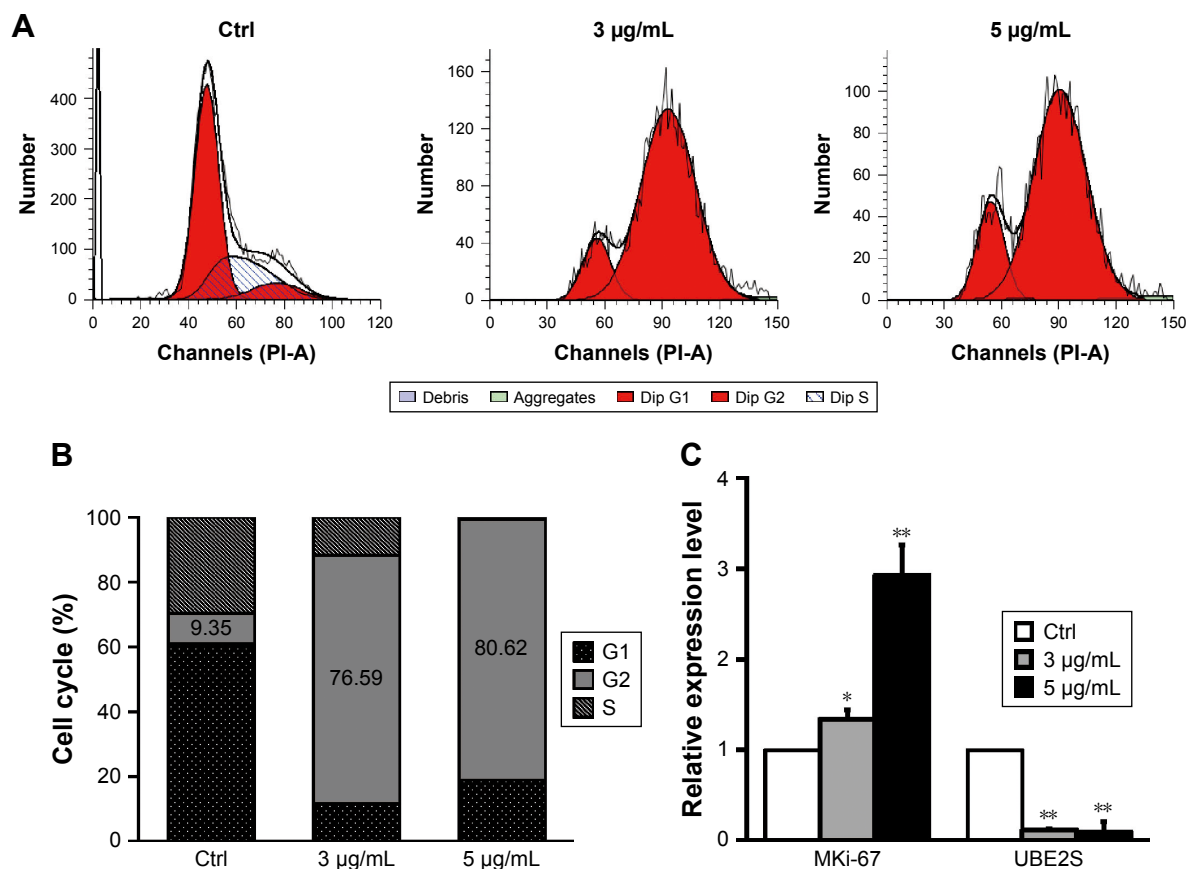 A
Ctrl
3 µg/mL
5 µg/mL
Number
400
300
200
100
0
0 20 40 60 80 100 120
Channels (PI-A)
Number
160
120
80
40
0
0 30 60 90 120 150
Channels (PI-A)
Number
100
80
60
40
20
0
0 30 60 90 120 150
Channels (PI-A)
Debris Aggregates Dip G1 Dip G2 Dip S
B
Cell cycle (%)
100
80
60
40
20
0
9.35
76.59
80.62
Ctrl 3 µg/mL 5 µg/mL
G1
G2
S
C
Relative expression level
4
3
2
1
0
*
**
**
**
MKi-67 UBE2S
Ctrl
3 µg/mL
5 µg/mL